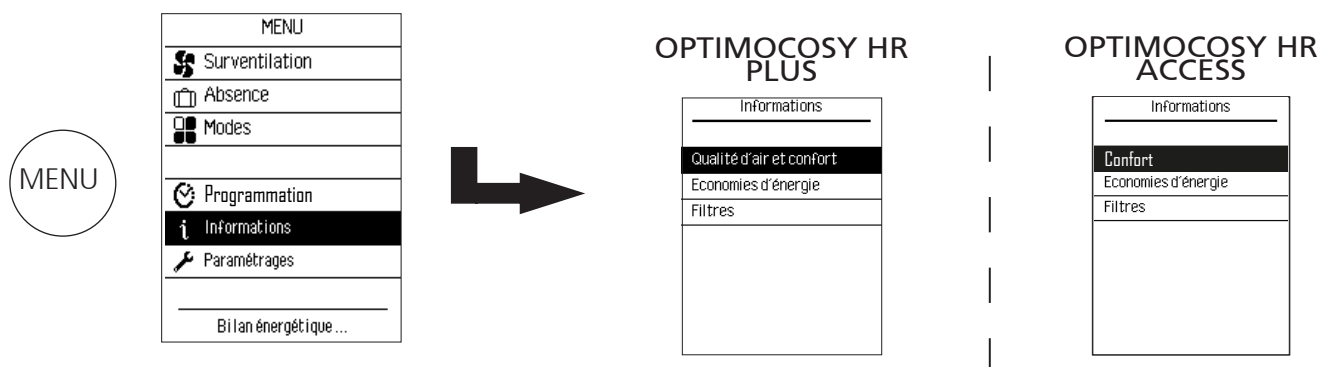 MENU
MENU
Surventilation
Absence
Modes
Programmation
i Informations
Paramétrages
Bilan énergétique ...
OPTIMOCOSY HR
PLUS
Informations
Qualité d'air et confort
Economies d'énergie
Filtres
OPTIMOCOSY HR
ACCESS
Informations
Confort
Economies d'énergie
Filtres